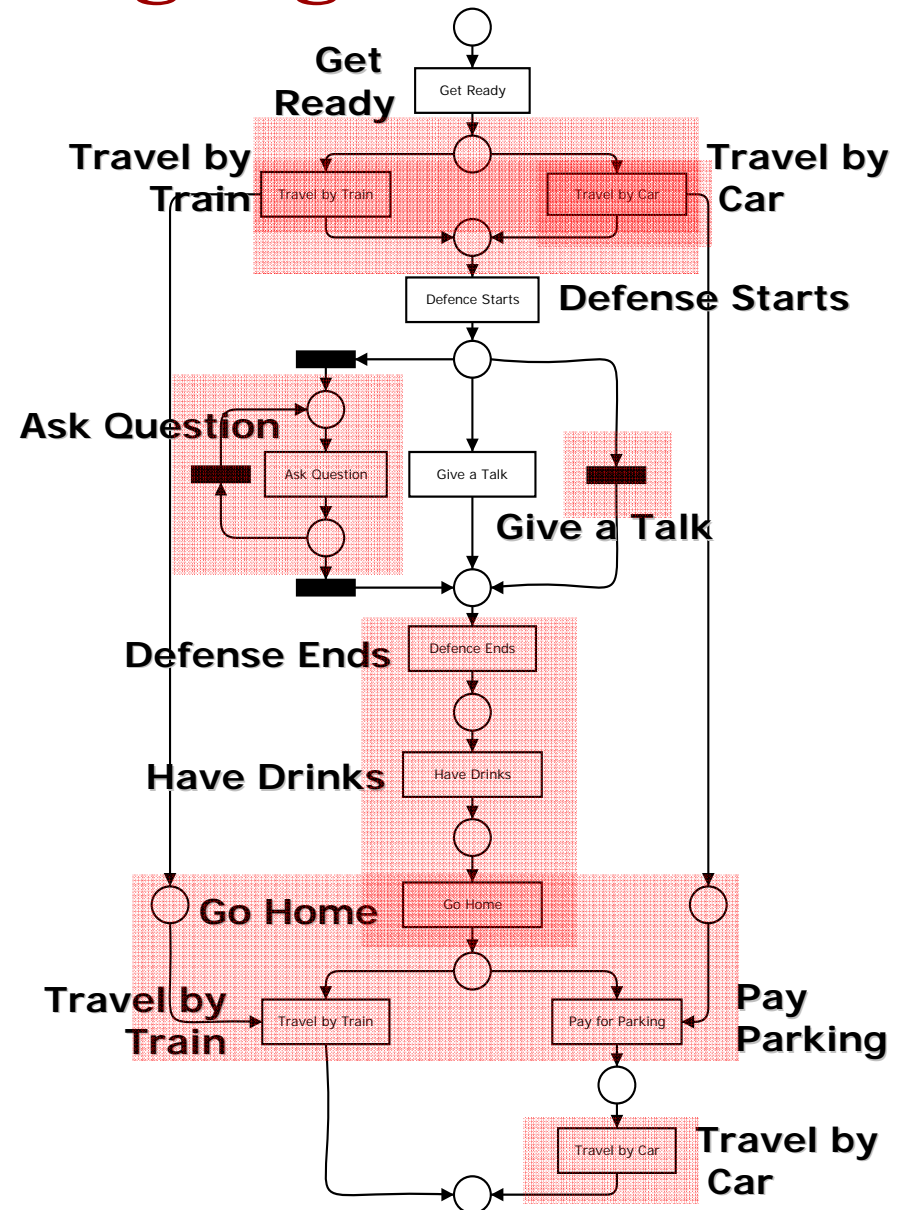 Get
Ready
Get Ready
Travel by
Train
Travel by Train
Travel by Car
Travel by
Car
Defence Starts
Defense Starts
Ask Question
Ask Question
Give a Talk
Give a Talk
Defense Ends
Defence Ends
Have Drinks
Have Drinks
Go Home
Go Home
Travel by
Train
Travel by Train
Pay for Parking
Pay
Parking
Travel by Car
Travel by
Car